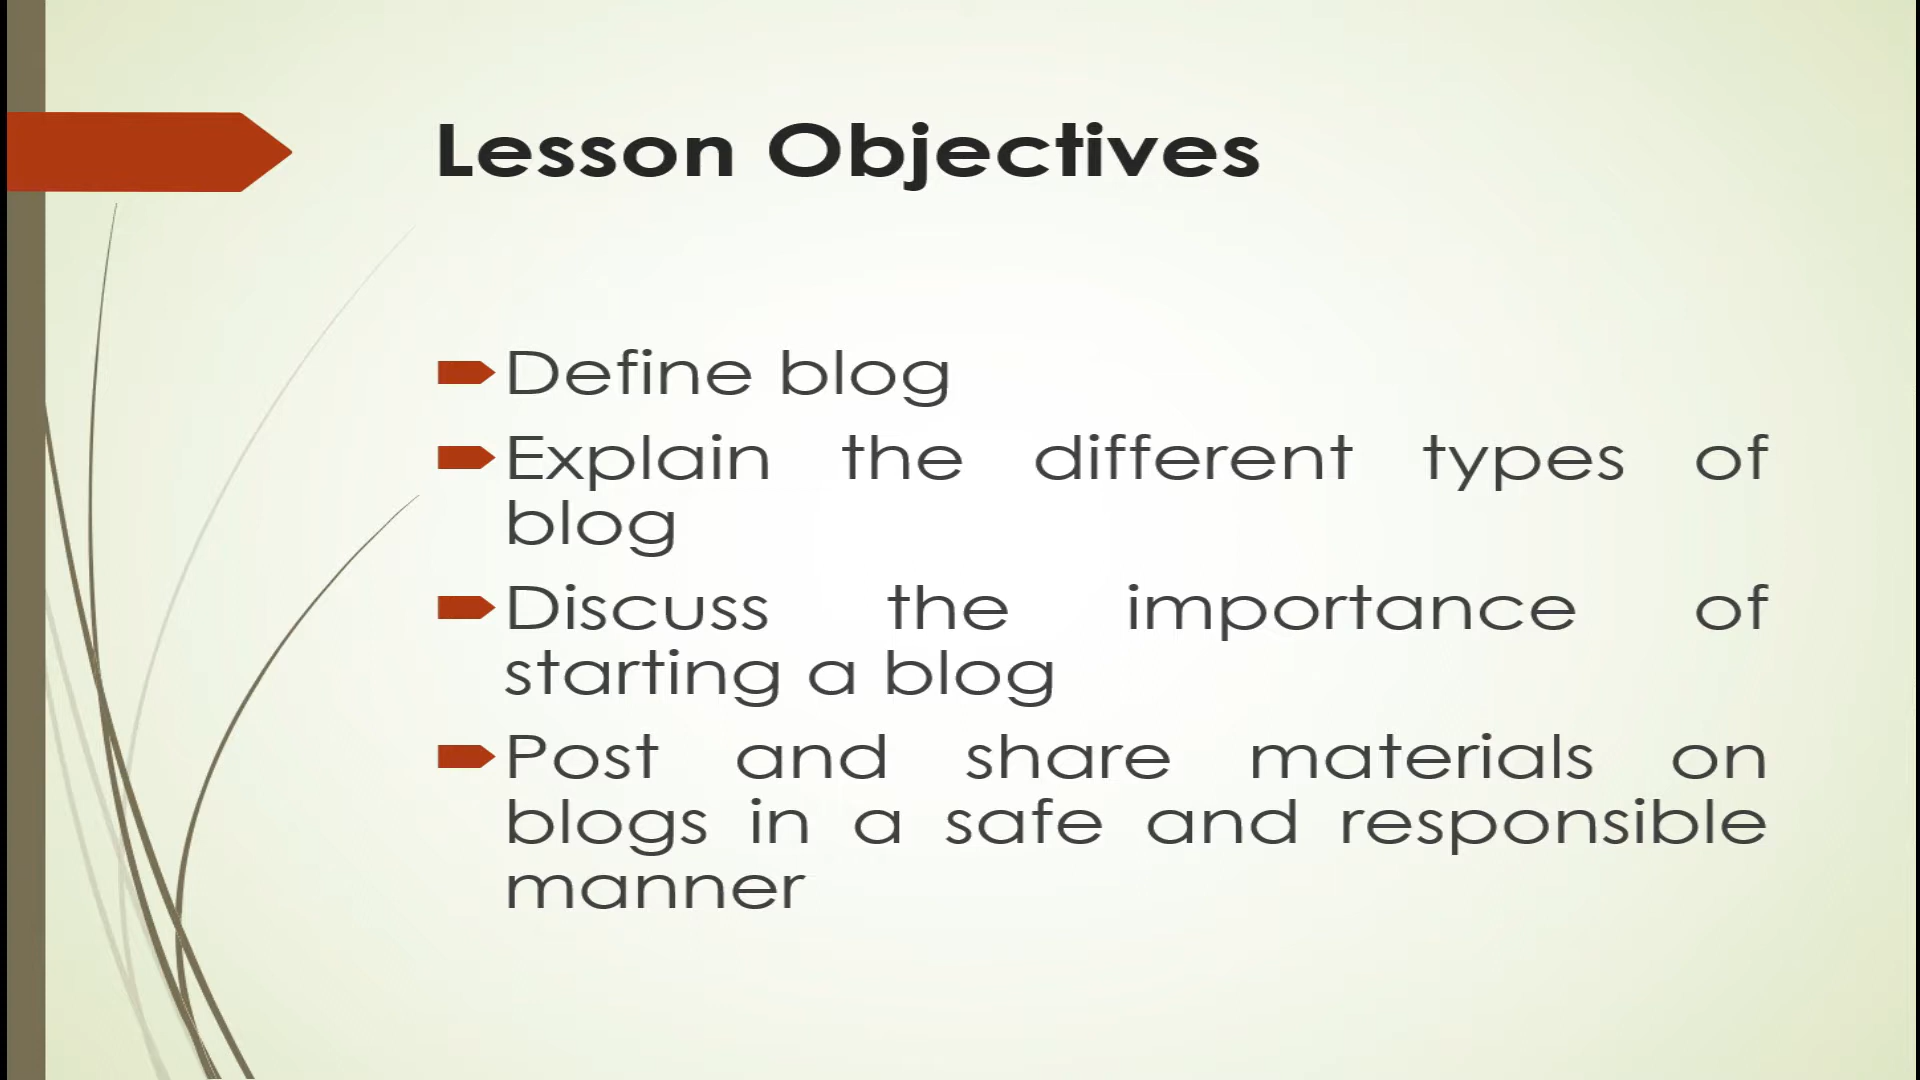 Lesson Objectives
Define blog
Explain the different types of
blog
Discuss the importance of
starting a blog
Post and share materials on
blogs in a safe and responsible
manner